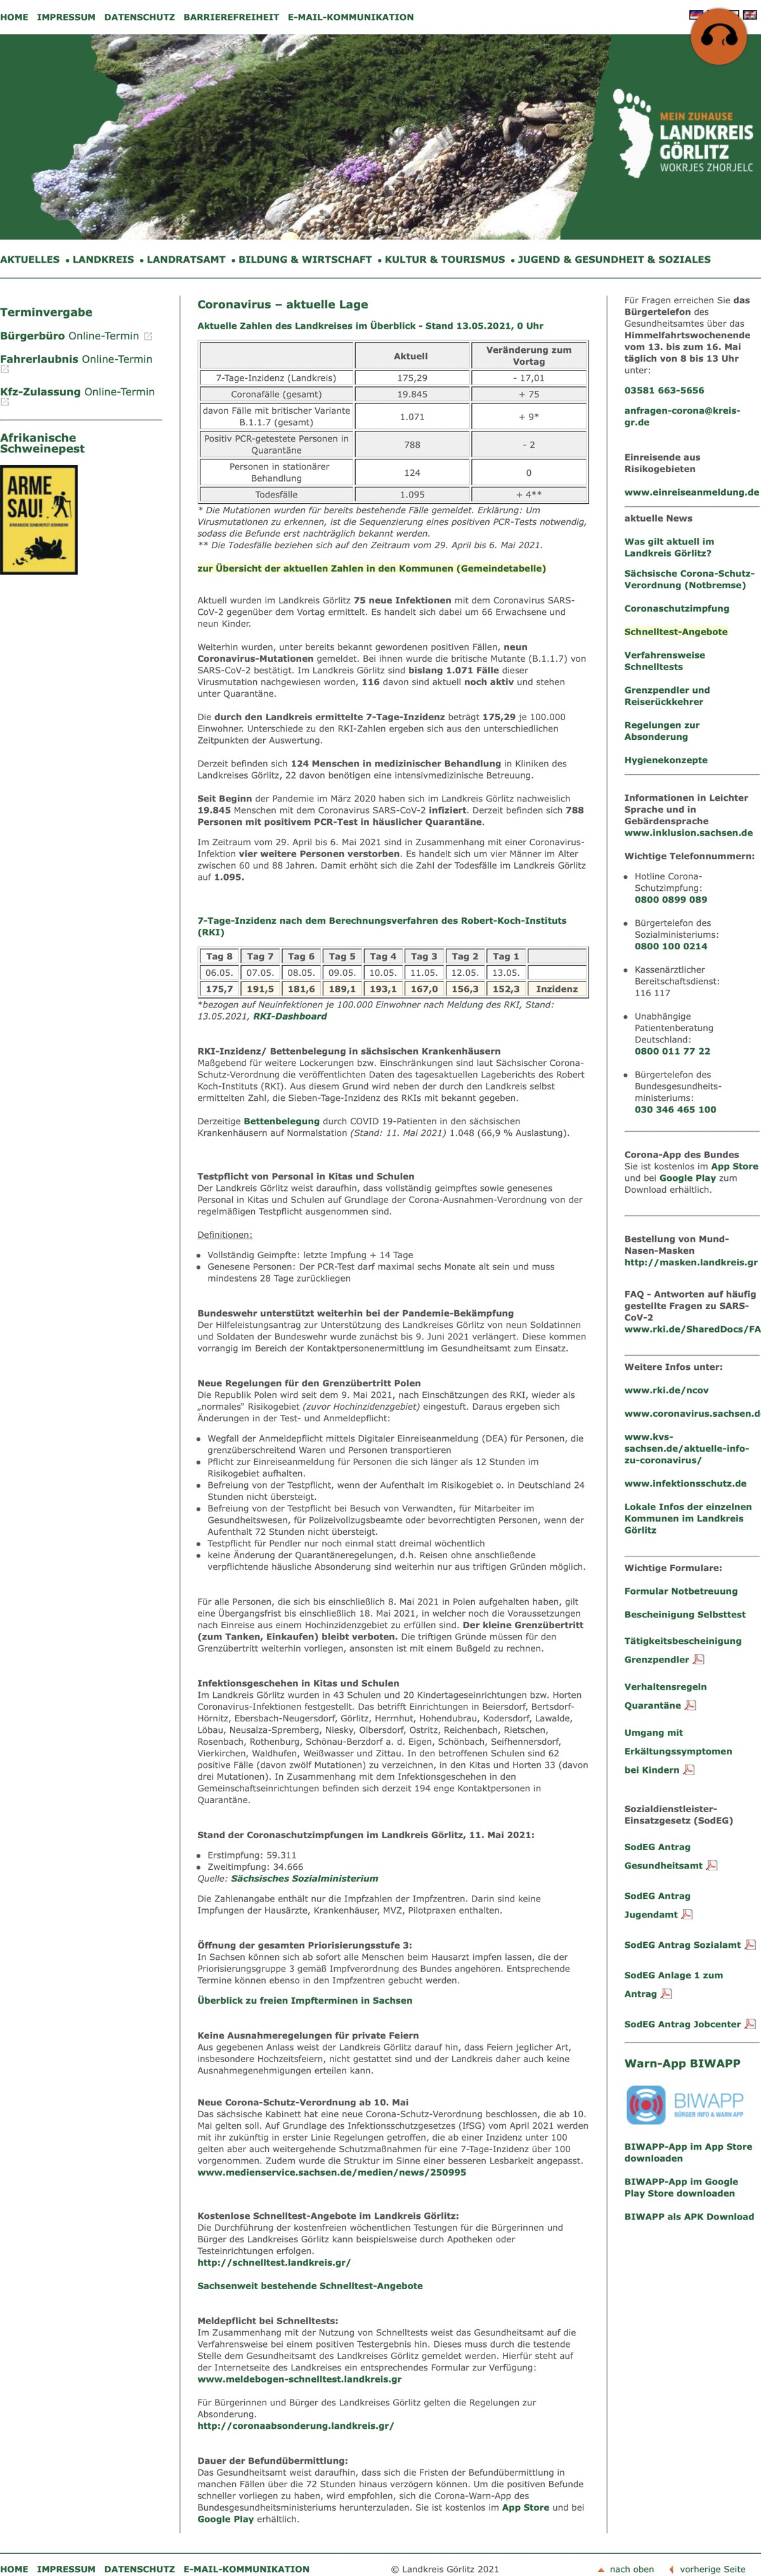 HOME IMPRESSUM DATENSCHUTZ BARRIEREFREIHEIT E-MAIL-KOMMUNIKATION
MEIN ZUHAUSE
LANDKREIS
GÖRLITZ
WOKRJES ZHORJELC
AKTUELLES • LANDKREIS • LANDRATSAMT • BILDUNG & WIRTSCHAFT • KULTUR & TOURISMUS • JUGEND & GESUNDHEIT & SOZIALES
Terminvergabe
Bürgerbüro Online-Termin
Fahrerlaubnis Online-Termin
Kfz-Zulassung Online-Termin
Afrikanische
Schweinepest
ARME
SAU!
Coronavirus – aktuelle Lage
Aktuelle Zahlen des Landkreises im Überblick - Stand 13.05.2021, 0 Uhr
Aktuell Veränderung zum
Vortag
7-Tage-Inzidenz (Landkreis) 175,29 - 17,01
Coronafälle (gesamt) 19.845 + 75
davon Fälle mit britischer Variante
B.1.1.7 (gesamt) 1.071 + 9*
Positiv PCR-getestete Personen in
Quarantäne 788 - 2
Personen in stationärer
Behandlung 124 0
Todesfälle 1.095 + 4**
* Die Mutationen wurden für bereits bestehende Fälle gemeldet. Erklärung: Um
Virusmutationen zu erkennen, ist die Sequenzierung eines positiven PCR-Tests notwendig,
sodass die Befunde erst nachträglich bekannt werden.
** Die Todesfälle beziehen sich auf den Zeitraum vom 29. April bis 6. Mai 2021.
zur Übersicht der aktuellen Zahlen in den Kommunen (Gemeindetabelle)
Aktuell wurden im Landkreis Görlitz 75 neue Infektionen mit dem Coronavirus SARS-
CoV-2 gegenüber dem Vortag ermittelt. Es handelt sich dabei um 66 Erwachsene und
neun Kinder.
Weiterhin wurden, unter bereits bekannt gewordenen positiven Fällen, neun
Coronavirus-Mutationen gemeldet. Bei ihnen wurde die britische Mutante (B.1.1.7) von
SARS-CoV-2 bestätigt. Im Landkreis Görlitz sind bislang 1.071 Fälle dieser
Virusmutation nachgewiesen worden, 116 davon sind aktuell noch aktiv und stehen
unter Quarantäne.
Die durch den Landkreis ermittelte 7-Tage-Inzidenz beträgt 175,29 je 100.000
Einwohner. Unterschiede zu den RKI-Zahlen ergeben sich aus den unterschiedlichen
Zeitpunkten der Auswertung.
Derzeit befinden sich 124 Menschen in medizinischer Behandlung in Kliniken des
Landkreises Görlitz, 22 davon benötigen eine intensivmedizinische Betreuung.
Seit Beginn der Pandemie im März 2020 haben sich im Landkreis Görlitz nachweislich
19.845 Menschen mit dem Coronavirus SARS-CoV-2 infiziert. Derzeit befinden sich 788
Personen mit positivem PCR-Test in häuslicher Quarantäne.
Im Zeitraum vom 29. April bis 6. Mai 2021 sind in Zusammenhang mit einer Coronavirus-
Infektion vier weitere Personen verstorben. Es handelt sich um vier Männer im Alter
zwischen 60 und 88 Jahren. Damit erhöht sich die Zahl der Todesfälle im Landkreis Görlitz
auf 1.095.
7-Tage-Inzidenz nach dem Berechnungsverfahren des Robert-Koch-Instituts
(RKI)
Tag 8 Tag 7 Tag 6 Tag 5 Tag 4 Tag 3 Tag 2 Tag 1
06.05. 07.05. 08.05. 09.05. 10.05. 11.05. 12.05. 13.05.
175,7 191,5 181,6 189,1 193,1 167,0 156,3 152,3 Inzidenz
*bezogen auf Neuinfektionen je 100.000 Einwohner nach Meldung des RKI, Stand:
13.05.2021, RKI-Dashboard
RKI-Inzidenz/ Bettenbelegung in sächsischen Krankenhäusern
Maßgebend für weitere Lockerungen bzw. Einschränkungen sind laut Sächsischer Corona-
Schutz-Verordnung die veröffentlichten Daten des tagesaktuellen Lageberichts des Robert
Koch-Instituts (RKI). Aus diesem Grund wird neben der durch den Landkreis selbst
ermittelten Zahl, die Sieben-Tage-Inzidenz des RKIs mit bekannt gegeben.
Derzeitige Bettenbelegung durch COVID 19-Patienten in den sächsischen
Krankenhäusern auf Normalstation (Stand: 11. Mai 2021) 1.048 (66,9 % Auslastung).
Testpflicht von Personal in Kitas und Schulen
Der Landkreis Görlitz weist daraufhin, dass vollständig geimpftes sowie genesenes
Personal in Kitas und Schulen auf Grundlage der Corona-Ausnahmen-Verordnung von der
regelmäßigen Testpflicht ausgenommen sind.
Definitionen:
• Vollständig Geimpfte: letzte Impfung + 14 Tage
• Genesene Personen: Der PCR-Test darf maximal sechs Monate alt sein und muss
mindestens 28 Tage zurückliegen
Bundeswehr unterstützt weiterhin bei der Pandemie-Bekämpfung
Der Hilfeleistungsantrag zur Unterstützung des Landkreises Görlitz von neun Soldatinnen
und Soldaten der Bundeswehr wurde zunächst bis 9. Juni 2021 verlängert. Diese kommen
vorrangig im Bereich der Kontaktpersonenermittlung im Gesundheitsamt zum Einsatz.
Neue Regelungen für den Grenzübertritt Polen
Die Republik Polen wird seit dem 9. Mai 2021, nach Einschätzungen des RKI, wieder als
„normales“ Risikogebiet (zuvor Hochinzidenzgebiet) eingestuft. Daraus ergeben sich
Änderungen in der Test- und Anmeldepflicht:
• Wegfall der Anmeldepflicht mittels Digitaler Einreiseanmeldung (DEA) für Personen, die
grenzüberschreitend Waren und Personen transportieren
• Pflicht zur Einreiseanmeldung für Personen die sich länger als 12 Stunden im
Risikogebiet aufhalten.
• Befreiung von der Testpflicht, wenn der Aufenthalt im Risikogebiet o. in Deutschland 24
Stunden nicht übersteigt.
• Befreiung von der Testpflicht bei Besuch von Verwandten, für Mitarbeiter im
Gesundheitswesen, für Polizeivollzugsbeamte oder bevorrechtigten Personen, wenn der
Aufenthalt 72 Stunden nicht übersteigt.
• Testpflicht für Pendler nur noch einmal statt dreimal wöchentlich
• keine Änderung der Quarantäneregelungen, d.h. Reisen ohne anschließende
verpflichtende häusliche Absonderung sind weiterhin nur aus triftigen Gründen möglich.
Für alle Personen, die sich bis einschließlich 8. Mai 2021 in Polen aufgehalten haben, gilt
eine Übergangsfrist bis einschließlich 18. Mai 2021, in welcher noch die Voraussetzungen
nach Einreise aus einem Hochinzidenzgebiet zu erfüllen sind. Der kleine Grenzübertritt
(zum Tanken, Einkaufen) bleibt verboten. Die triftigen Gründe müssen für den
Grenzübertritt weiterhin vorliegen, ansonsten ist mit einem Bußgeld zu rechnen.
Infektionsgeschehen in Kitas und Schulen
Im Landkreis Görlitz wurden in 43 Schulen und 20 Kindertageseinrichtungen bzw. Horten
Coronavirus-Infektionen festgestellt. Das betrifft Einrichtungen in Beiersdorf, Bertsdorf-
Hörnitz, Ebersbach-Neugersdorf, Görlitz, Herrnhut, Hohendubrau, Kodersdorf, Lawalde,
Löbau, Neusalza-Spremberg, Niesky, Olbersdorf, Ostritz, Reichenbach, Rietschen,
Rosenbach, Rothenburg, Schönau-Berzdorf a. d. Eigen, Schönbach, Seifhennersdorf,
Vierkirchen, Waldhufen, Weißwasser und Zittau. In den betroffenen Schulen sind 62
positive Fälle (davon zwölf Mutationen) zu verzeichnen, in den Kitas und Horten 33 (davon
drei Mutationen). In Zusammenhang mit dem Infektionsgeschehen in den
Gemeinschaftseinrichtungen befinden sich derzeit 194 enge Kontaktpersonen in
Quarantäne.
Stand der Coronaschutzimpfungen im Landkreis Görlitz, 11. Mai 2021:
• Erstimpfung: 59.311
• Zweitimpfung: 34.666
Quelle: Sächsisches Sozialministerium
Die Zahlenangabe enthält nur die Impfzahlen der Impfzentren. Darin sind keine
Impfungen der Hausärzte, Krankenhäuser, MVZ, Pilotpraxen enthalten.
Öffnung der gesamten Priorisierungsstufe 3:
In Sachsen können sich ab sofort alle Menschen beim Hausarzt impfen lassen, die der
Priorisierungsgruppe 3 gemäß Impfverordnung des Bundes angehören. Entsprechende
Termine können ebenso in den Impfzentren gebucht werden.
Überblick zu freien Impfterminen in Sachsen
Keine Ausnahmeregelungen für private Feiern
Aus gegebenen Anlass weist der Landkreis Görlitz darauf hin, dass Feiern jeglicher Art,
insbesondere Hochzeitsfeiern, nicht gestattet sind und der Landkreis daher auch keine
Ausnahmegenehmigungen erteilen kann.
Neue Corona-Schutz-Verordnung ab 10. Mai
Das sächsische Kabinett hat eine neue Corona-Schutz-Verordnung beschlossen, die ab 10.
Mai gelten soll. Auf Grundlage des Infektionsschutzgesetzes (IfSG) vom April 2021 werden
mit ihr zukünftig in erster Linie Regelungen getroffen, die ab einer Inzidenz unter 100
gelten aber auch weitergehende Schutzmaßnahmen für eine 7-Tage-Inzidenz über 100
vorgenommen. Zudem wurde die Struktur im Sinne einer besseren Lesbarkeit angepasst.
www.medienservice.sachsen.de/medien/news/250995
Kostenlose Schnelltest-Angebote im Landkreis Görlitz:
Die Durchführung der kostenfreien wöchentlichen Testungen für die Bürgerinnen und
Bürger des Landkreises Görlitz kann beispielsweise durch Apotheken oder
Testeinrichtungen erfolgen.
http://schnelltest.landkreis.gr/
Sachsenweit bestehende Schnelltest-Angebote
Meldepflicht bei Schnelltests:
Im Zusammenhang mit der Nutzung von Schnelltests weist das Gesundheitsamt auf die
Verfahrensweise bei einem positiven Testergebnis hin. Dieses muss durch die testende
Stelle dem Gesundheitsamt des Landkreises Görlitz gemeldet werden. Hierfür steht auf
der Internetseite des Landkreises ein entsprechendes Formular zur Verfügung:
www.meldebogen-schnelltest.landkreis.gr
Für Bürgerinnen und Bürger des Landkreises Görlitz gelten die Regelungen zur
Absonderung.
http://coronaabsonderung.landkreis.gr/
Dauer der Befundübermittlung:
Das Gesundheitsamt weist daraufhin, dass sich die Fristen der Befundübermittlung in
manchen Fällen über die 72 Stunden hinaus verzögern können. Um die positiven Befunde
schneller vorliegen zu haben, wird empfohlen, sich die Corona-Warn-App des
Bundesgesundheitsministeriums herunterzuladen. Sie ist kostenlos im App Store und bei
Google Play erhältlich.
Für Fragen erreichen Sie das
Bürgertelefon des
Gesundheitsamtes über das
Himmelfahrtswochenende
vom 13. bis zum 16. Mai
täglich von 8 bis 13 Uhr
unter:
03581 663-5656
anfragen-corona@kreis-
gr.de
Einreisende aus
Risikogebieten
www.einreiseanmeldung.de
aktuelle News
Was gilt aktuell im
Landkreis Görlitz?
Sächsische Corona-Schutz-
Verordnung (Notbremse)
Coronaschutzimpfung
Schnelltest-Angebote
Verfahrensweise
Schnelltests
Grenzpendler und
Reiserückkehrer
Regelungen zur
Absonderung
Hygienekonzepte
Informationen in Leichter
Sprache und in
Gebärdensprache
www.inklusion.sachsen.de
Wichtige Telefonnummern:
• Hotline Corona-
Schutzimpfung:
0800 0899 089
• Bürgertelefon des
Sozialministeriums:
0800 100 0214
• Kassenärztlicher
Bereitschaftsdienst:
116 117
• Unabhängige
Patientenberatung
Deutschland:
0800 011 77 22
• Bürgertelefon des
Bundesgesundheits-
ministeriums:
030 346 465 100
Corona-App des Bundes
Sie ist kostenlos im App Store
und bei Google Play zum
Download erhältlich.
Bestellung von Mund-
Nasen-Masken
http://masken.landkreis.gr
FAQ - Antworten auf häufig
gestellte Fragen zu SARS-
CoV-2
www.rki.de/SharedDocs/FA
Weitere Infos unter:
www.rki.de/ncov
www.coronavirus.sachsen.d
www.kvs-
sachsen.de/aktuelle-info-
zu-coronavirus/
www.infektionsschutz.de
Lokale Infos der einzelnen
Kommunen im Landkreis
Görlitz
Wichtige Formulare:
Formular Notbetreuung
Bescheinigung Selbsttest
Tätigkeitsbescheinigung
Grenzpendler
Verhaltensregeln
Quarantäne
Umgang mit
Erkältungssymptomen
bei Kindern
Sozialdienstleister-
Einsatzgesetz (SodEG)
SodEG Antrag
Gesundheitsamt
SodEG Antrag
Jugendamt
SodEG Antrag Sozialamt
SodEG Anlage 1 zum
Antrag
SodEG Antrag Jobcenter
Warn-App BIWAPP
BIWAPP
BÜRGER INFO & WARN APP
BIWAPP-App im App Store
downloaden
BIWAPP-App im Google
Play Store downloaden
BIWAPP als APK Download
HOME IMPRESSUM DATENSCHUTZ E-MAIL-KOMMUNIKATION © Landkreis Görlitz 2021 nach oben vorherige Seite